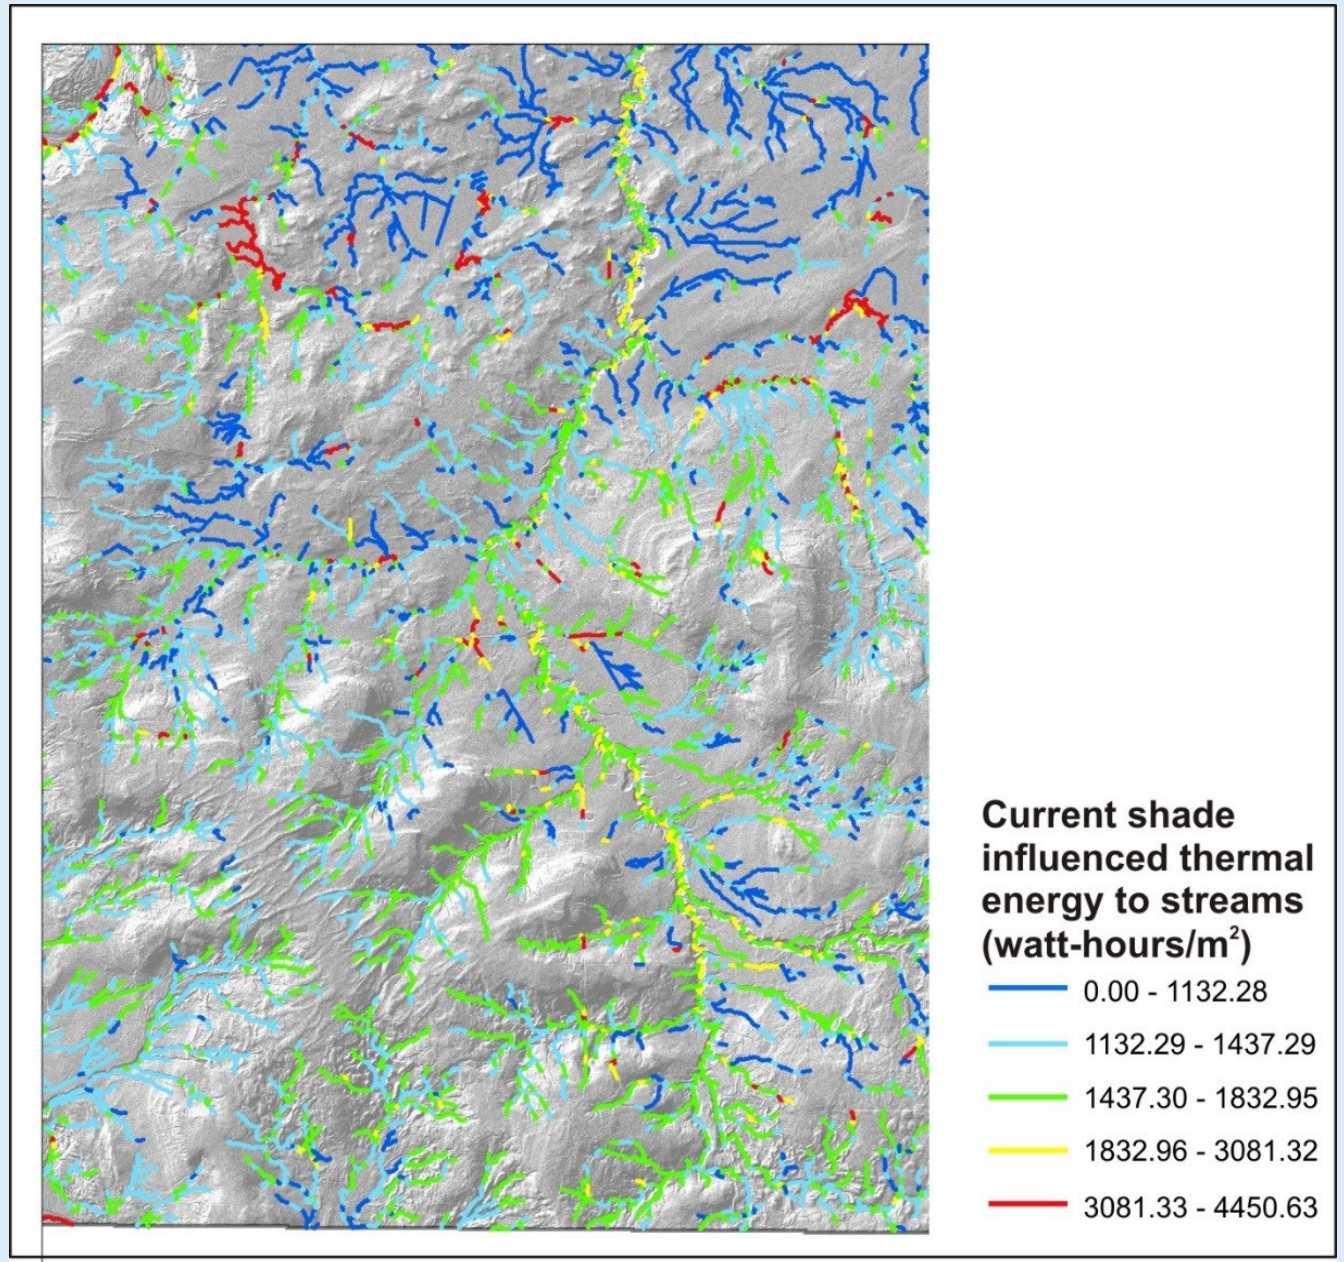 Current shade
influenced thermal
energy to streams
(watt-hours/m²)
0.00 - 1132.28
1132.29 - 1437.29
1437.30 - 1832.95
1832.96 - 3081.32
3081.33 - 4450.63